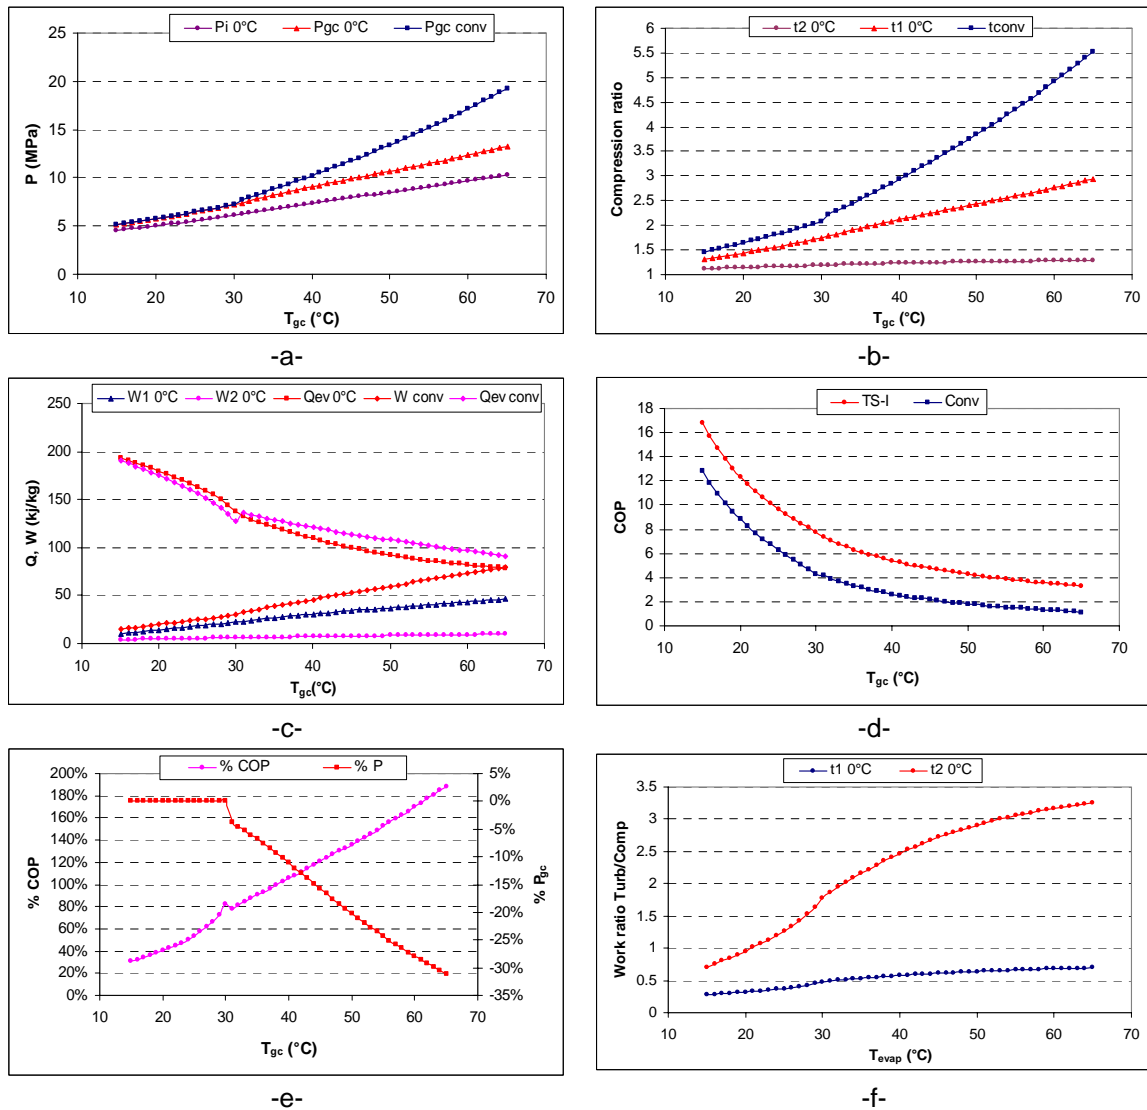 Pi 0°C Pgc 0°C Pgc conv
25
20
15
10
5
0
P (MPa)
10 20 30 40 50 60 70
Tgc (°C)
-a-
t2 0°C t1 0°C tconv
6
5.5
5
4.5
4
3.5
3
2.5
2
1.5
1
Compression ratio
10 20 30 40 50 60 70
Tgc (°C)
-b-
W1 0°C W2 0°C Qev 0°C W conv Qev conv
250
200
150
100
50
0
Q, W (kj/kg)
10 20 30 40 50 60 70
Tgc(°C)
-c-
TS-I Conv
18
16
14
12
10
8
6
4
2
0
COP
10 20 30 40 50 60 70
Tgc (°C)
-d-
% COP % P
200%
180%
160%
140%
120%
100%
80%
60%
40%
20%
0%
% COP
5%
0%
-5%
-10%
-15%
-20%
-25%
-30%
-35%
% Pgc
10 20 30 40 50 60 70
Tgc (°C)
-e-
t1 0°C t2 0°C
3.5
3
2.5
2
1.5
1
0.5
0
Work ratio Turb/Comp
10 20 30 40 50 60 70
Tevap (°C)
-f-